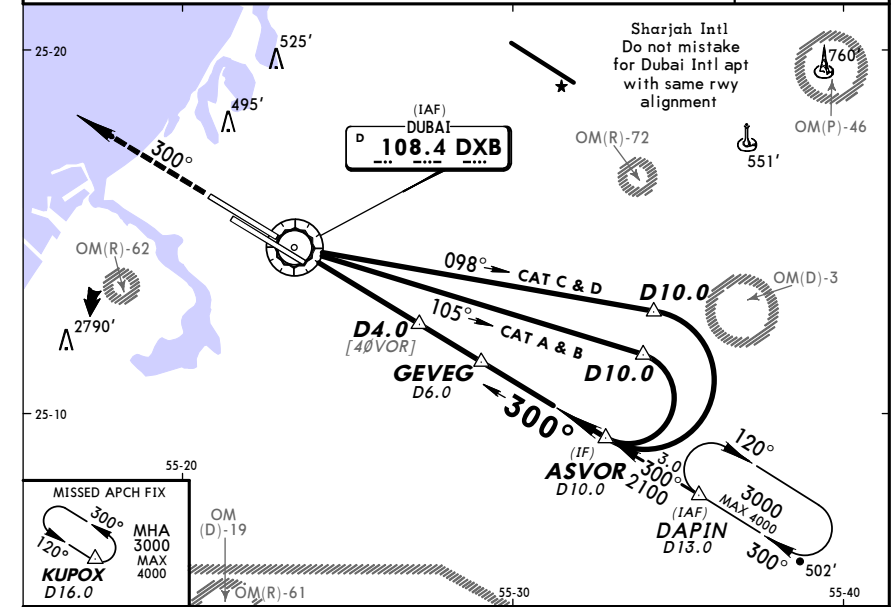 25-20
525'
495'
300°
(IAF)
DUBAI
D 108.4 DXB
Sharjah Intl
Do not mistake
for Dubai Intl apt
with same rwy
alignment
760'
OM(P)-46
OM(R)-72
551'
OM(R)-62
2790'
098° CAT C & D
D10.0
OM(D)-3
105° CAT A & B
D10.0
D4.0
[4ØVOR]
GEVEG
D6.0
300°
25-10
(IF)
ASVOR
D10.0
3.0
300°
2100
120°
3000
MAX 4000
(IAF)
DAPIN
D13.0
300°
502'
55-20
MISSED APCH FIX
300°
120°
MHA
3000
MAX
4000
KUPOX
D16.0
OM
(D)-19
OM(R)-61
55-30
55-40